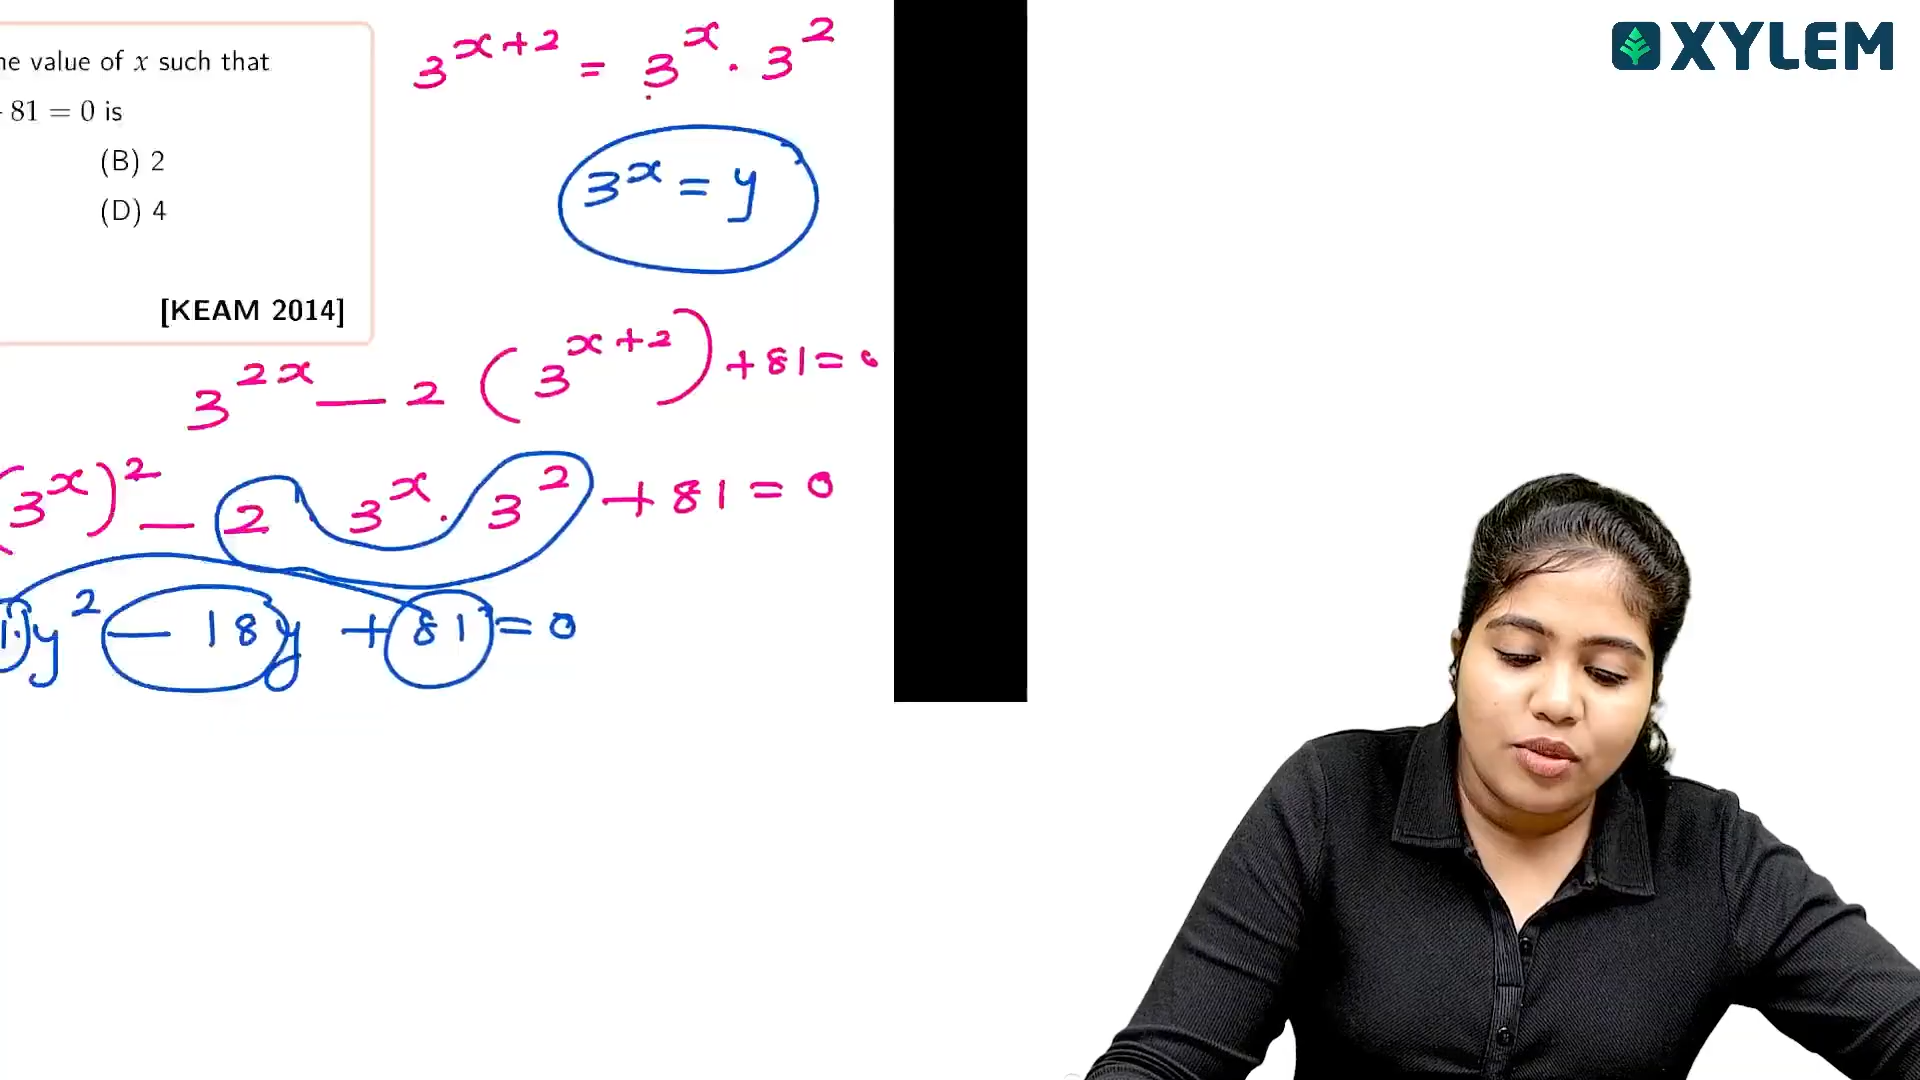 he value of x such that
- 81 = 0 is
(B) 2
(D) 4
[KEAM 2014]
3^{x+2} = 3^x . 3^2
3^x = y
3^{2x} — 2 (3^{x+2}) + 81 = 0
(3^x)^2 — 2 . 3^x . 3^2 + 81 = 0
1.y^2 — 18y + 81 = 0
XYLEM